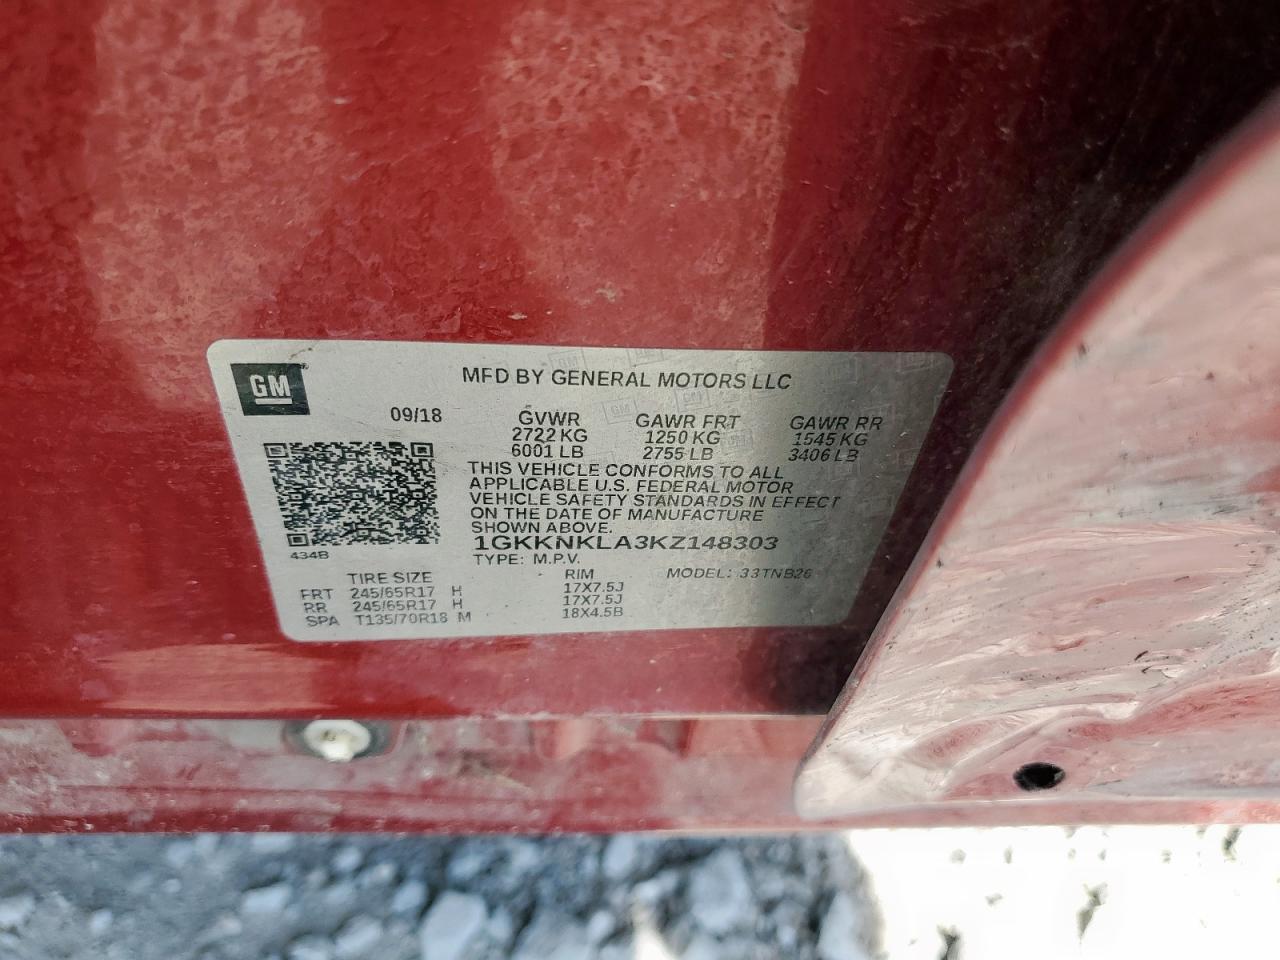 GM
MFD BY GENERAL MOTORS LLC
09/18
GVWR GAWR FRT GAWR RR
2722 KG 1250 KG 1545 KG
6001 LB 2755 LB 3406 LB
THIS VEHICLE CONFORMS TO ALL
APPLICABLE U.S. FEDERAL MOTOR
VEHICLE SAFETY STANDARDS IN EFFECT
ON THE DATE OF MANUFACTURE
SHOWN ABOVE.
1GKKNKLA3KZ148303
434B
TYPE: M.P.V. MODEL: 33TNB26
TIRE SIZE RIM
FRT 245/65R17 H 17X7.5J
RR 245/65R17 H 17X7.5J
SPA T135/70R18 M 18X4.5B